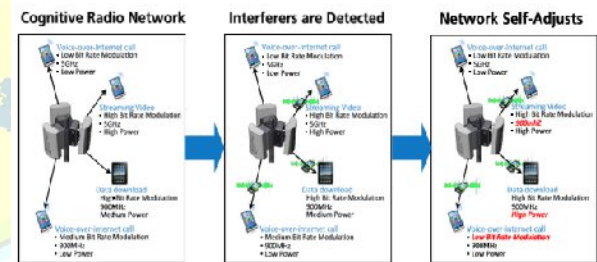 Cognitive Radio Network
Voice-over-Internet call
• Low Bit Rate Modulation
• 5GHz
• Low Power
Streaming Video
• High Bit Rate Modulation
• 5GHz
• High Power
Data download
High Bit Rate Modulation
900MHz
Medium Power
Voice-over-Internet call
• Medium Bit Rate Modulation
• 900MHz
• Low Power
Interferers are Detected
Voice-over-Internet call
• Low Bit Rate Modulation
• 5GHz
• Low Power
Streaming Video
• High Bit Rate Modulation
• 5GHz
• High Power
Data download
High Bit Rate Modulation
900MHz
Medium Power
Voice-over-Internet call
• Medium Bit Rate Modulation
• 900MHz
• Low Power
Network Self-Adjusts
Voice-over-Internet call
• Low Bit Rate Modulation
• 5GHz
• Low Power
Streaming Video
• High Bit Rate Modulation
• 900MHz
• High Power
Data download
High Bit Rate Modulation
900MHz
High Power
Voice-over-Internet call
• Low Bit Rate Modulation
• 900MHz
• Low Power